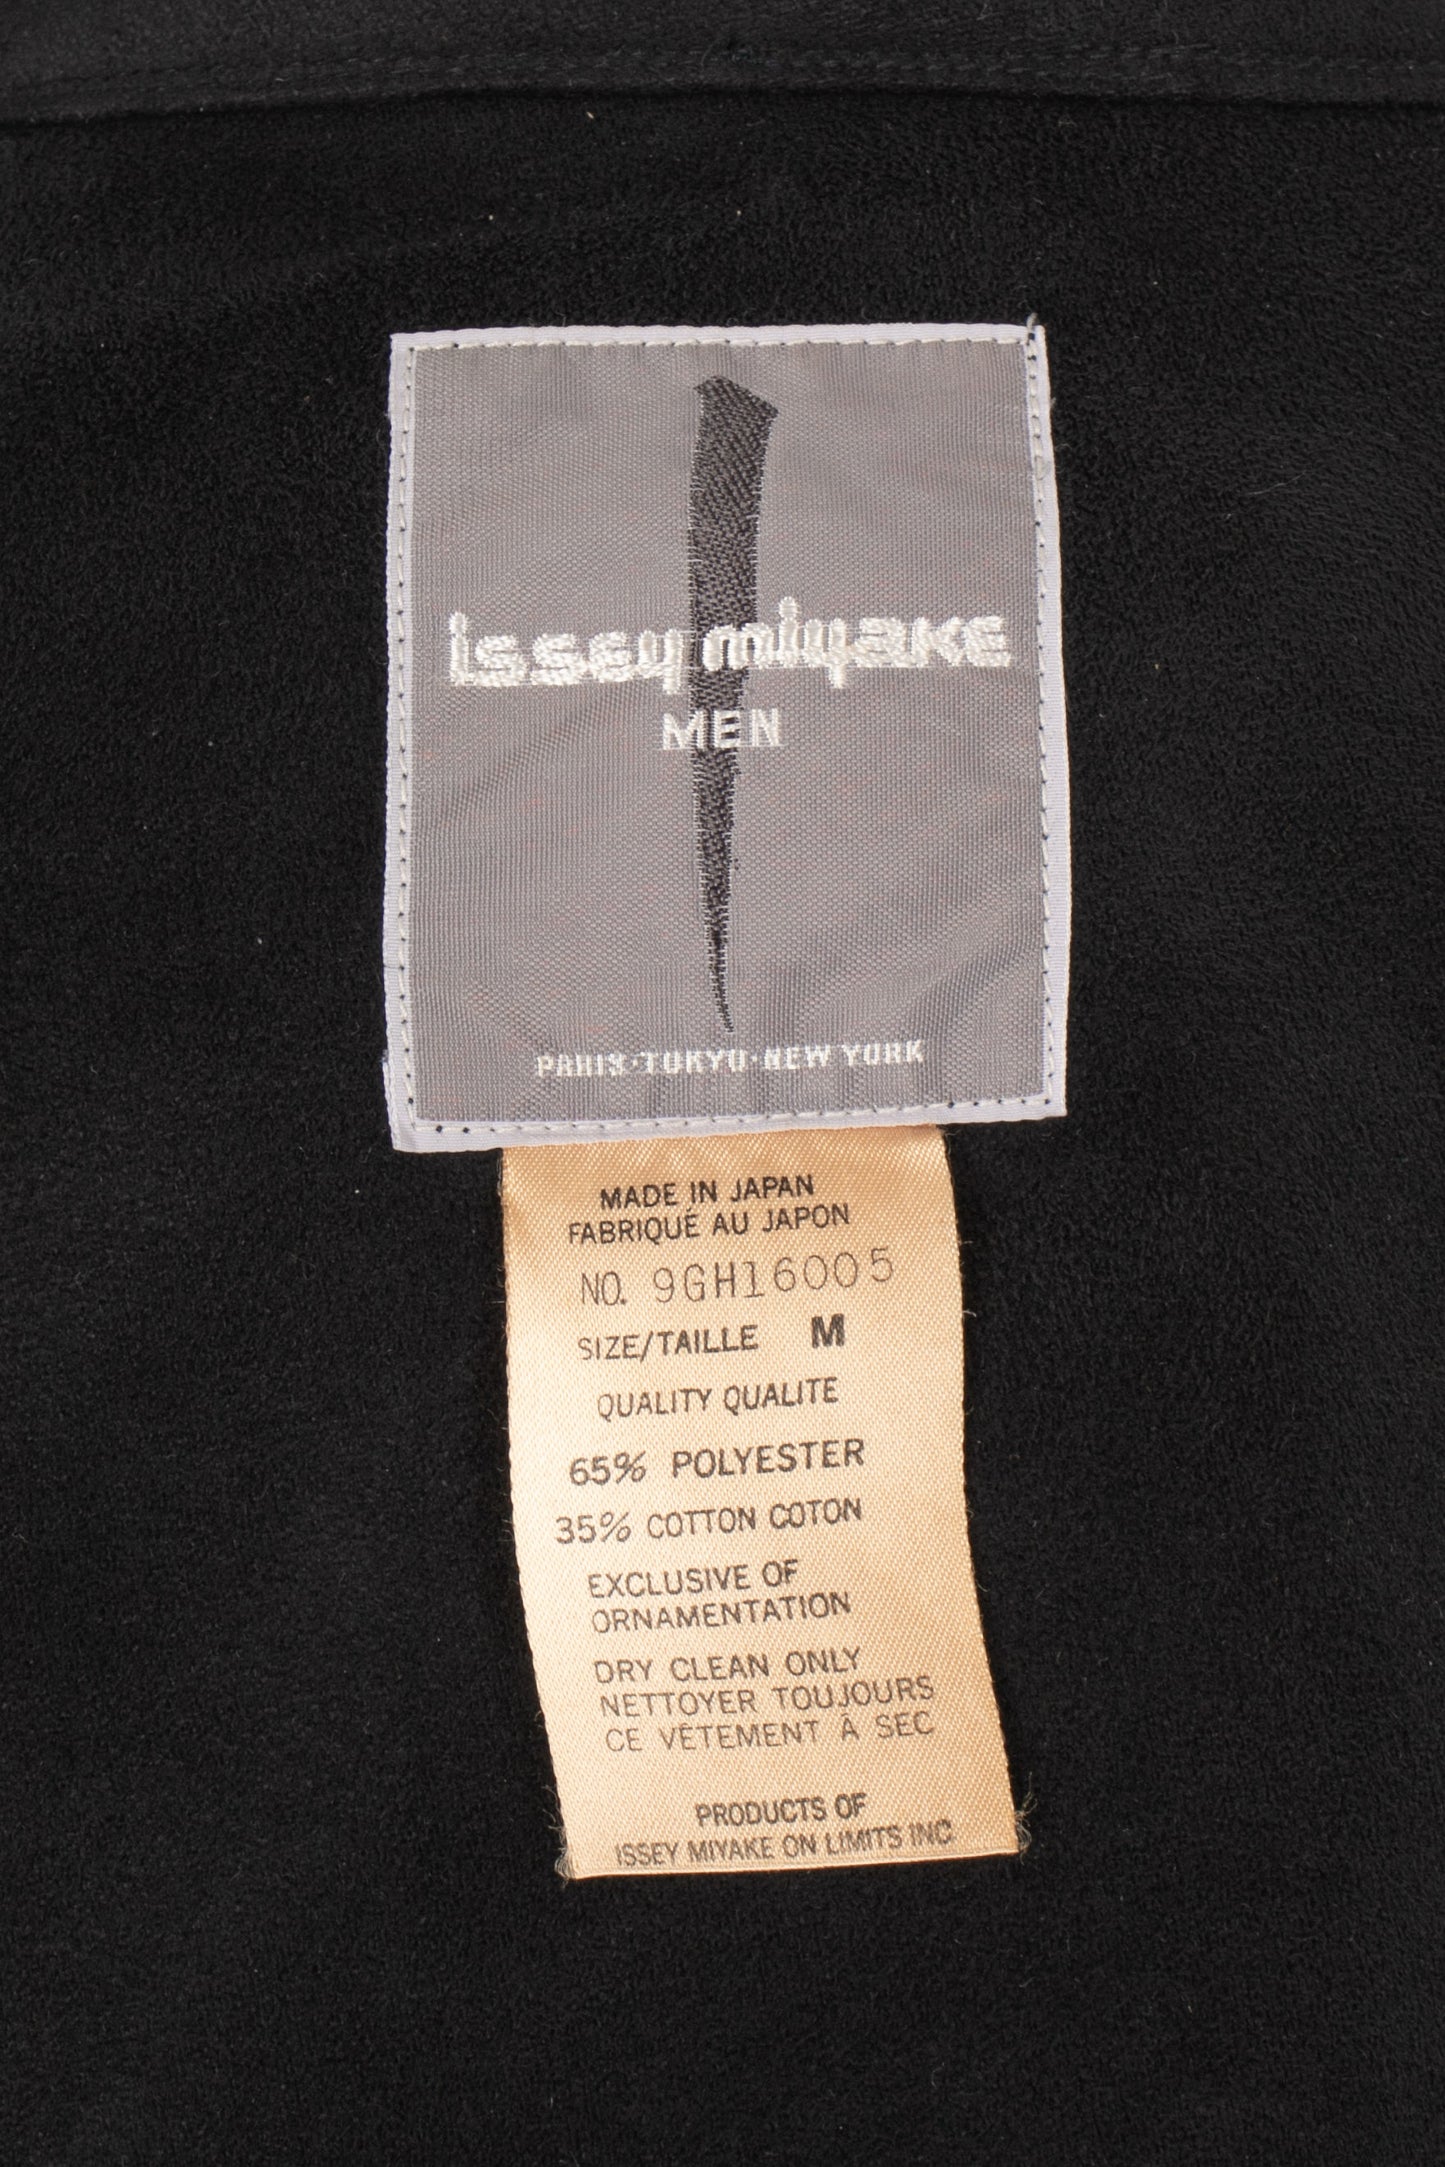 issey miyake
MEN
PARIS·TOKYO·NEW YORK
MADE IN JAPAN
FABRIQUÉ AU JAPON
NO. 9GH16005
SIZE/TAILLE M
QUALITY QUALITE
65% POLYESTER
35% COTTON COTON
EXCLUSIVE OF
ORNAMENTATION
DRY CLEAN ONLY
NETTOYER TOUJOURS
CE VÊTEMENT À SEC
PRODUCTS OF
ISSEY MIYAKE ON LIMITS INC